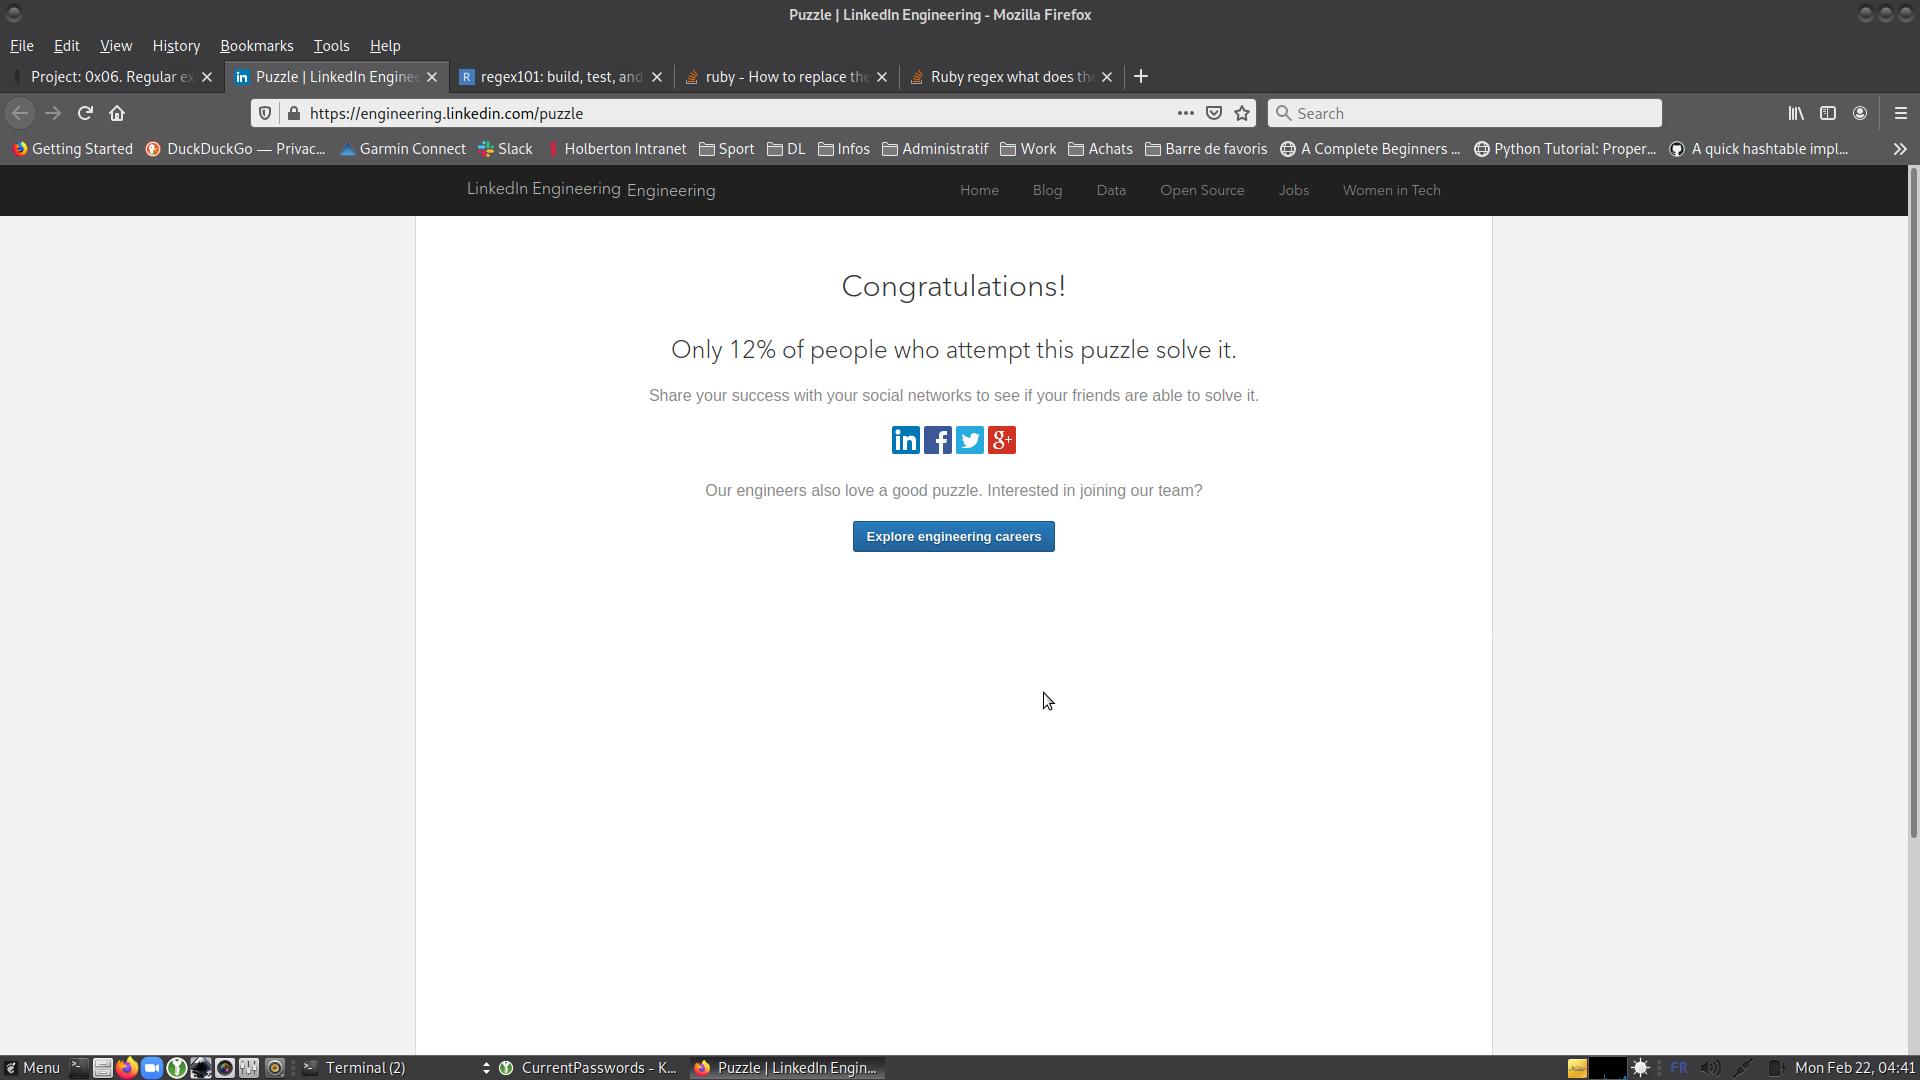 Puzzle | LinkedIn Engineering - Mozilla Firefox
File Edit View History Bookmarks Tools Help
Project: 0x06. Regular ex Puzzle | LinkedIn Enginee regex101: build, test, and ruby - How to replace the Ruby regex what does the
https://engineering.linkedin.com/puzzle Search
Getting Started DuckDuckGo — Privac... Garmin Connect Slack Holberton Intranet Sport DL Infos Administratif Work Achats Barre de favoris A Complete Beginners ... Python Tutorial: Proper... A quick hashtable impl...
LinkedIn Engineering Engineering Home Blog Data Open Source Jobs Women in Tech
Congratulations!
Only 12% of people who attempt this puzzle solve it.
Share your success with your social networks to see if your friends are able to solve it.
in f g+
Our engineers also love a good puzzle. Interested in joining our team?
Explore engineering careers
Menu Terminal (2) CurrentPasswords - K... Puzzle | LinkedIn Engin... FR Mon Feb 22, 04:41